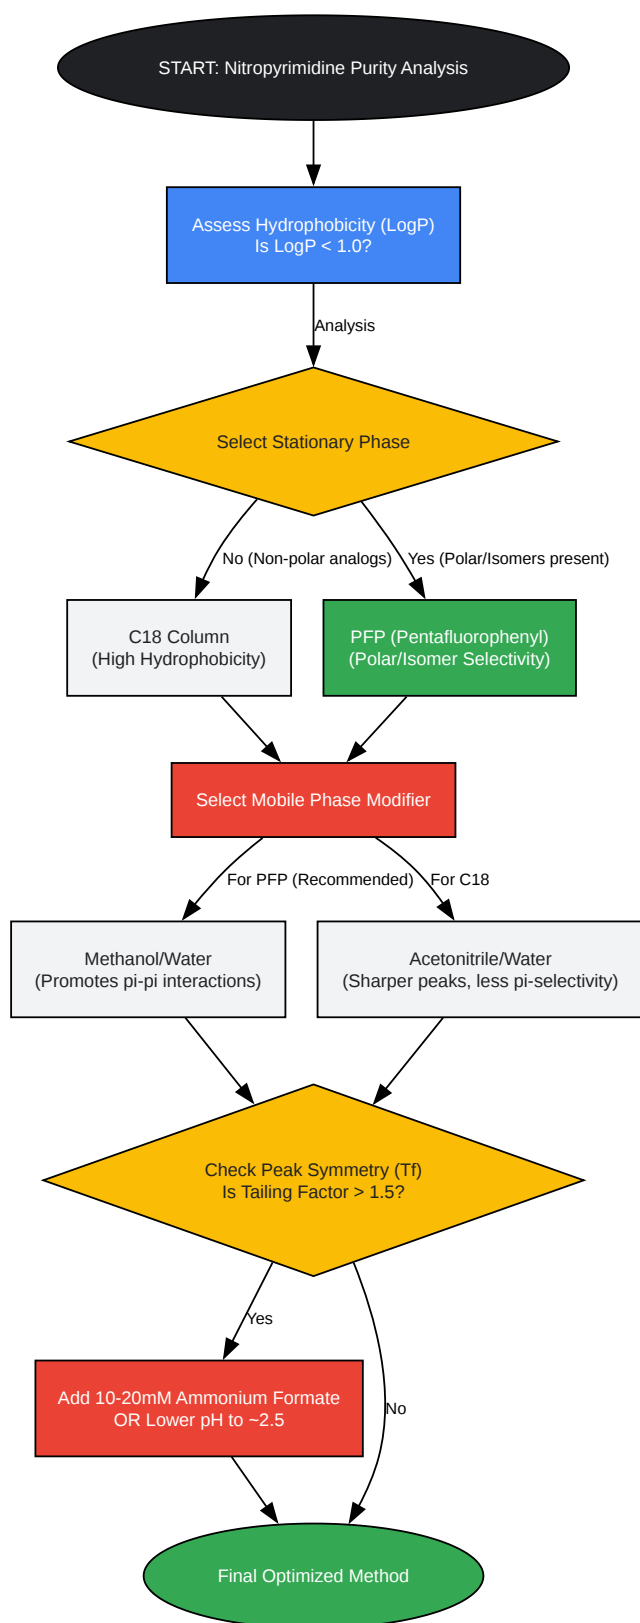 START: Nitropyrimidine Purity Analysis
Assess Hydrophobicity (LogP)
Is LogP < 1.0?
Analysis
Select Stationary Phase
No (Non-polar analogs)
Yes (Polar/Isomers present)
C18 Column
(High Hydrophobicity)
PFP (Pentafluorophenyl)
(Polar/Isomer Selectivity)
Select Mobile Phase Modifier
For PFP (Recommended)
For C18
Methanol/Water
(Promotes pi-pi interactions)
Acetonitrile/Water
(Sharper peaks, less pi-selectivity)
Check Peak Symmetry (Tf)
Is Tailing Factor > 1.5?
Yes
Add 10-20mM Ammonium Formate
OR Lower pH to ~2.5
No
Final Optimized Method